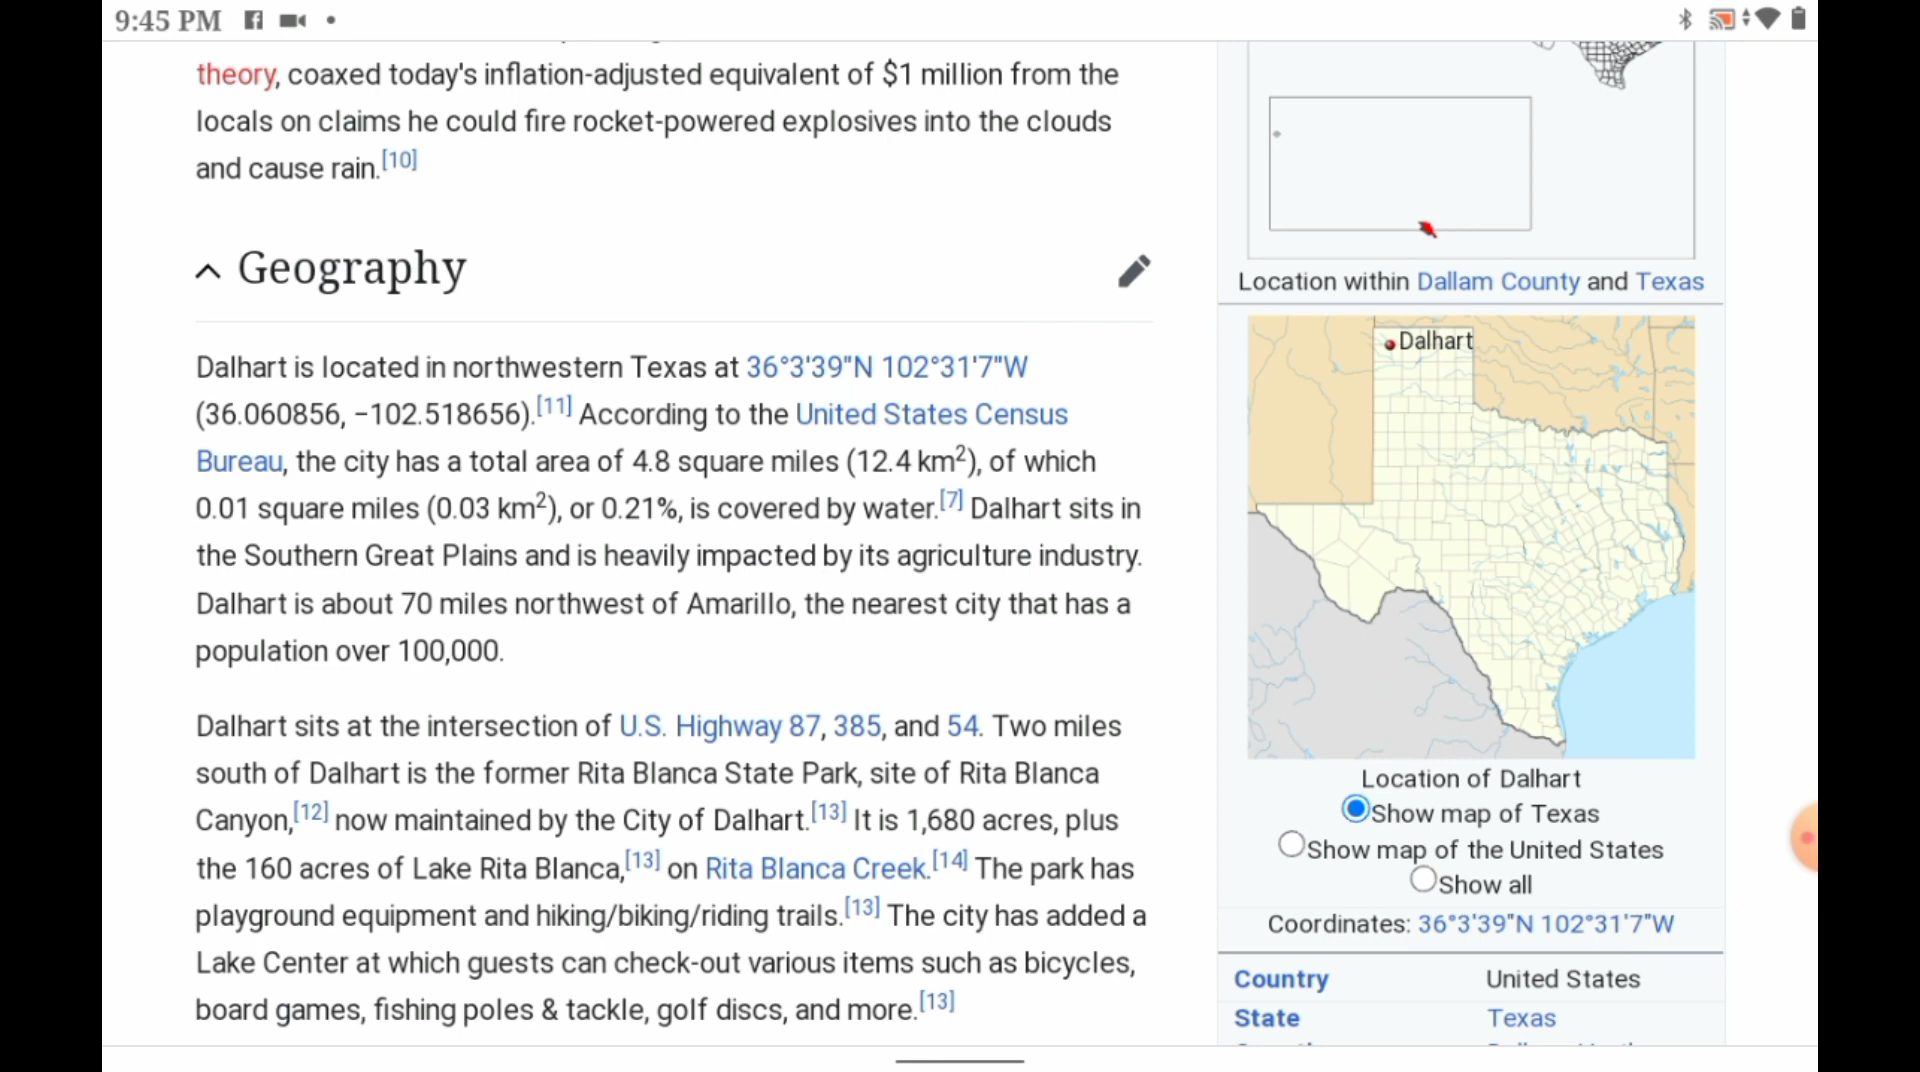 9:45 PM
theory, coaxed today's inflation-adjusted equivalent of $1 million from the
locals on claims he could fire rocket-powered explosives into the clouds
and cause rain.[10]
Geography
Dalhart is located in northwestern Texas at 36°3'39"N 102°31'7"W
(36.060856, −102.518656).[11] According to the United States Census
Bureau, the city has a total area of 4.8 square miles (12.4 km2), of which
0.01 square miles (0.03 km2), or 0.21%, is covered by water.[7] Dalhart sits in
the Southern Great Plains and is heavily impacted by its agriculture industry.
Dalhart is about 70 miles northwest of Amarillo, the nearest city that has a
population over 100,000.
Dalhart sits at the intersection of U.S. Highway 87, 385, and 54. Two miles
south of Dalhart is the former Rita Blanca State Park, site of Rita Blanca
Canyon,[12] now maintained by the City of Dalhart.[13] It is 1,680 acres, plus
the 160 acres of Lake Rita Blanca,[13] on Rita Blanca Creek.[14] The park has
playground equipment and hiking/biking/riding trails.[13] The city has added a
Lake Center at which guests can check-out various items such as bicycles,
board games, fishing poles & tackle, golf discs, and more.[13]
Location within Dallam County and Texas
Dalhart
Location of Dalhart
Show map of Texas
Show map of the United States
Show all
Coordinates: 36°3'39"N 102°31'7"W
Country United States
State Texas